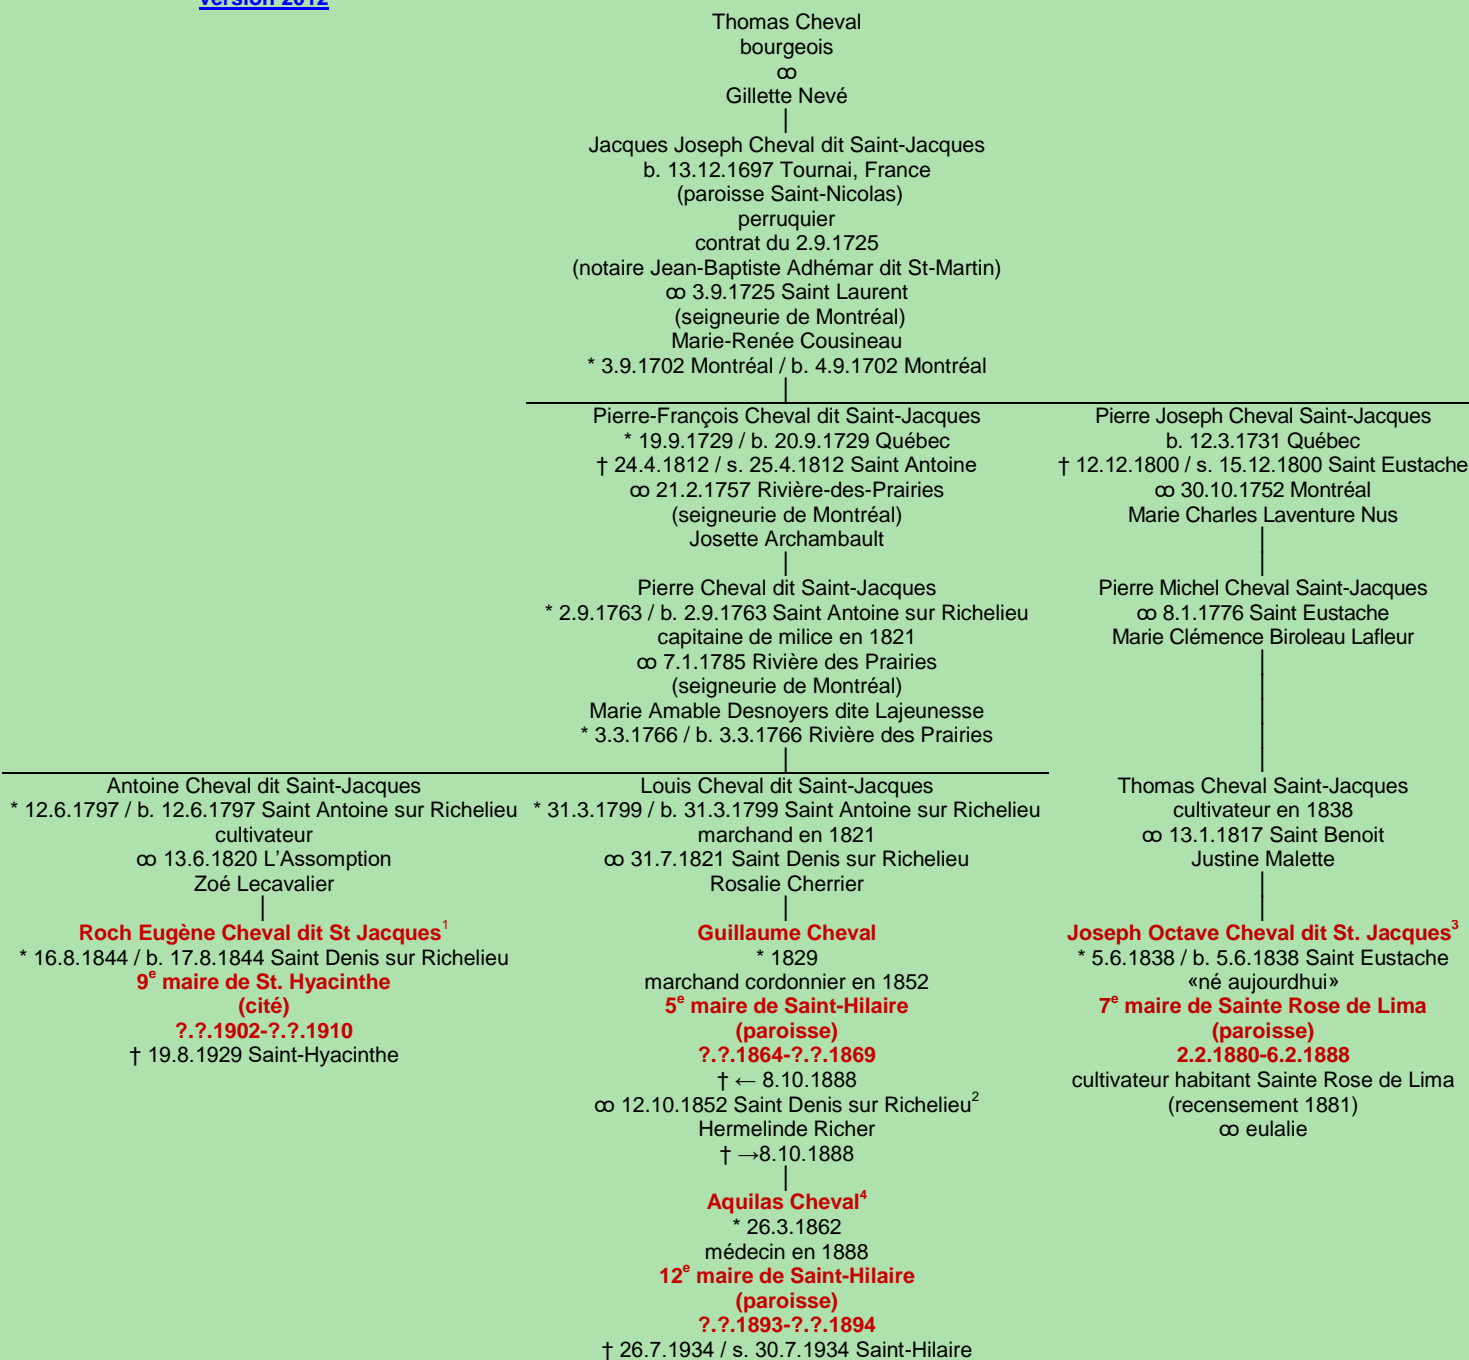 version 2012
Thomas Cheval
bourgeois
ꝏ
Gillette Nevé
Jacques Joseph Cheval dit Saint-Jacques
b. 13.12.1697 Tournai, France
(paroisse Saint-Nicolas)
perruquier
contrat du 2.9.1725
(notaire Jean-Baptiste Adhémar dit St-Martin)
ꝏ 3.9.1725 Saint Laurent
(seigneurie de Montréal)
Marie-Renée Cousineau
* 3.9.1702 Montréal / b. 4.9.1702 Montréal
Pierre-François Cheval dit Saint-Jacques
* 19.9.1729 / b. 20.9.1729 Québec
† 24.4.1812 / s. 25.4.1812 Saint Antoine
ꝏ 21.2.1757 Rivière-des-Prairies
(seigneurie de Montréal)
Josette Archambault
Pierre Joseph Cheval Saint-Jacques
b. 12.3.1731 Québec
† 12.12.1800 / s. 15.12.1800 Saint Eustache
ꝏ 30.10.1752 Montréal
Marie Charles Laventure Nus
Pierre Cheval dit Saint-Jacques
* 2.9.1763 / b. 2.9.1763 Saint Antoine sur Richelieu
capitaine de milice en 1821
ꝏ 7.1.1785 Rivière des Prairies
(seigneurie de Montréal)
Marie Amable Desnoyers dite Lajeunesse
* 3.3.1766 / b. 3.3.1766 Rivière des Prairies
Pierre Michel Cheval Saint-Jacques
ꝏ 8.1.1776 Saint Eustache
Marie Clémence Biroleau Lafleur
Antoine Cheval dit Saint-Jacques
* 12.6.1797 / b. 12.6.1797 Saint Antoine sur Richelieu
cultivateur
ꝏ 13.6.1820 L'Assomption
Zoé Lecavalier
Louis Cheval dit Saint-Jacques
* 31.3.1799 / b. 31.3.1799 Saint Antoine sur Richelieu
marchand en 1821
ꝏ 31.7.1821 Saint Denis sur Richelieu
Rosalie Cherrier
Thomas Cheval Saint-Jacques
cultivateur en 1838
ꝏ 13.1.1817 Saint Benoit
Justine Malette
Roch Eugène Cheval dit St Jacques¹
* 16.8.1844 / b. 17.8.1844 Saint Denis sur Richelieu
9e maire de St. Hyacinthe
(cité)
?.?.1902-?.?.1910
† 19.8.1929 Saint-Hyacinthe
Guillaume Cheval
* 1829
marchand cordonnier en 1852
5e maire de Saint-Hilaire
(paroisse)
?.?.1864-?.?.1869
† ← 8.10.1888
ꝏ 12.10.1852 Saint Denis sur Richelieu²
Hermelinde Richer
† →8.10.1888
Joseph Octave Cheval dit St. Jacques³
* 5.6.1838 / b. 5.6.1838 Saint Eustache
«né aujourdhui»
7e maire de Sainte Rose de Lima
(paroisse)
2.2.1880-6.2.1888
cultivateur habitant Sainte Rose de Lima
(recensement 1881)
ꝏ eulalie
Aquilas Cheval⁴
* 26.3.1862
médecin en 1888
12e maire de Saint-Hilaire
(paroisse)
?.?.1893-?.?.1894
† 26.7.1934 / s. 30.7.1934 Saint-Hilaire